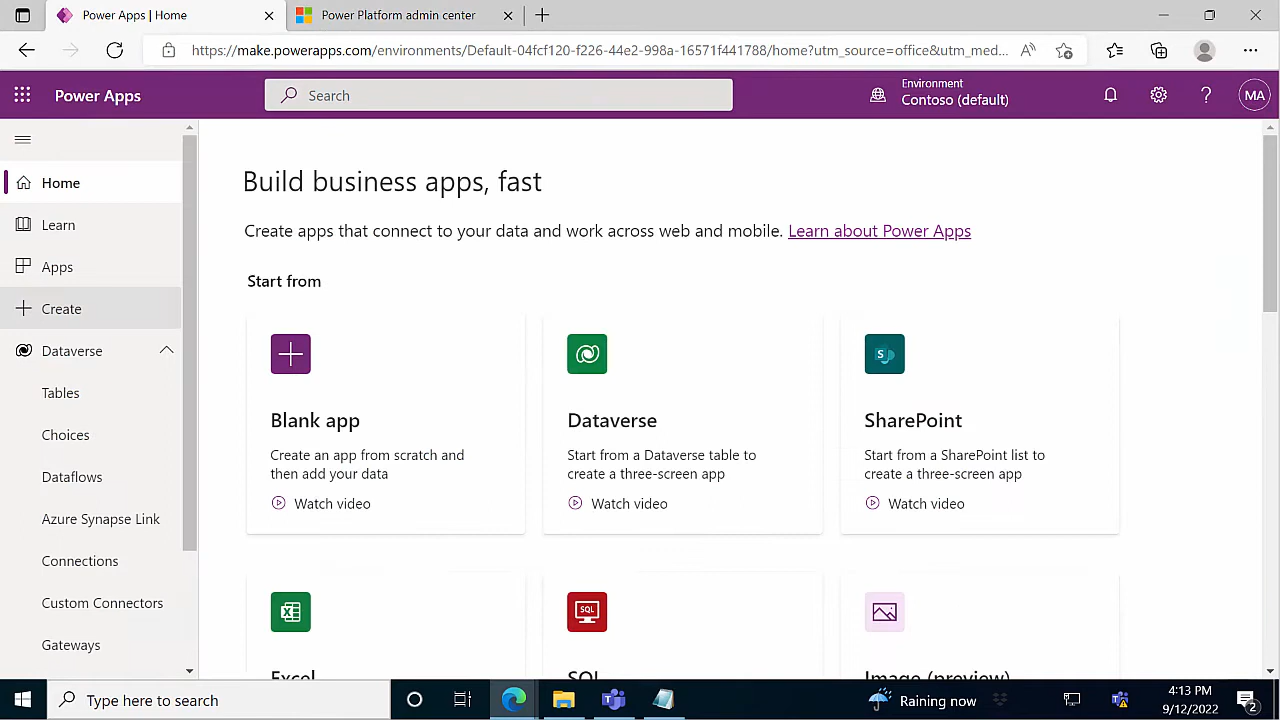 Power Apps | Home
Power Platform admin center
https://make.powerapps.com/environments/Default-04fcf120-f226-44e2-998a-16571f441788/home?utm_source=office&utm_med...
Power Apps
Search
Environment
Contoso (default)
MA
Home
Learn
Apps
Create
Dataverse
Tables
Choices
Dataflows
Azure Synapse Link
Connections
Custom Connectors
Gateways
Build business apps, fast
Create apps that connect to your data and work across web and mobile. Learn about Power Apps
Start from
Blank app
Create an app from scratch and
then add your data
Watch video
Dataverse
Start from a Dataverse table to
create a three-screen app
Watch video
S
SharePoint
Start from a SharePoint list to
create a three-screen app
Watch video
Excel
SQL
SQL
Image (preview)
Type here to search
Raining now
4:13 PM
9/12/2022
2